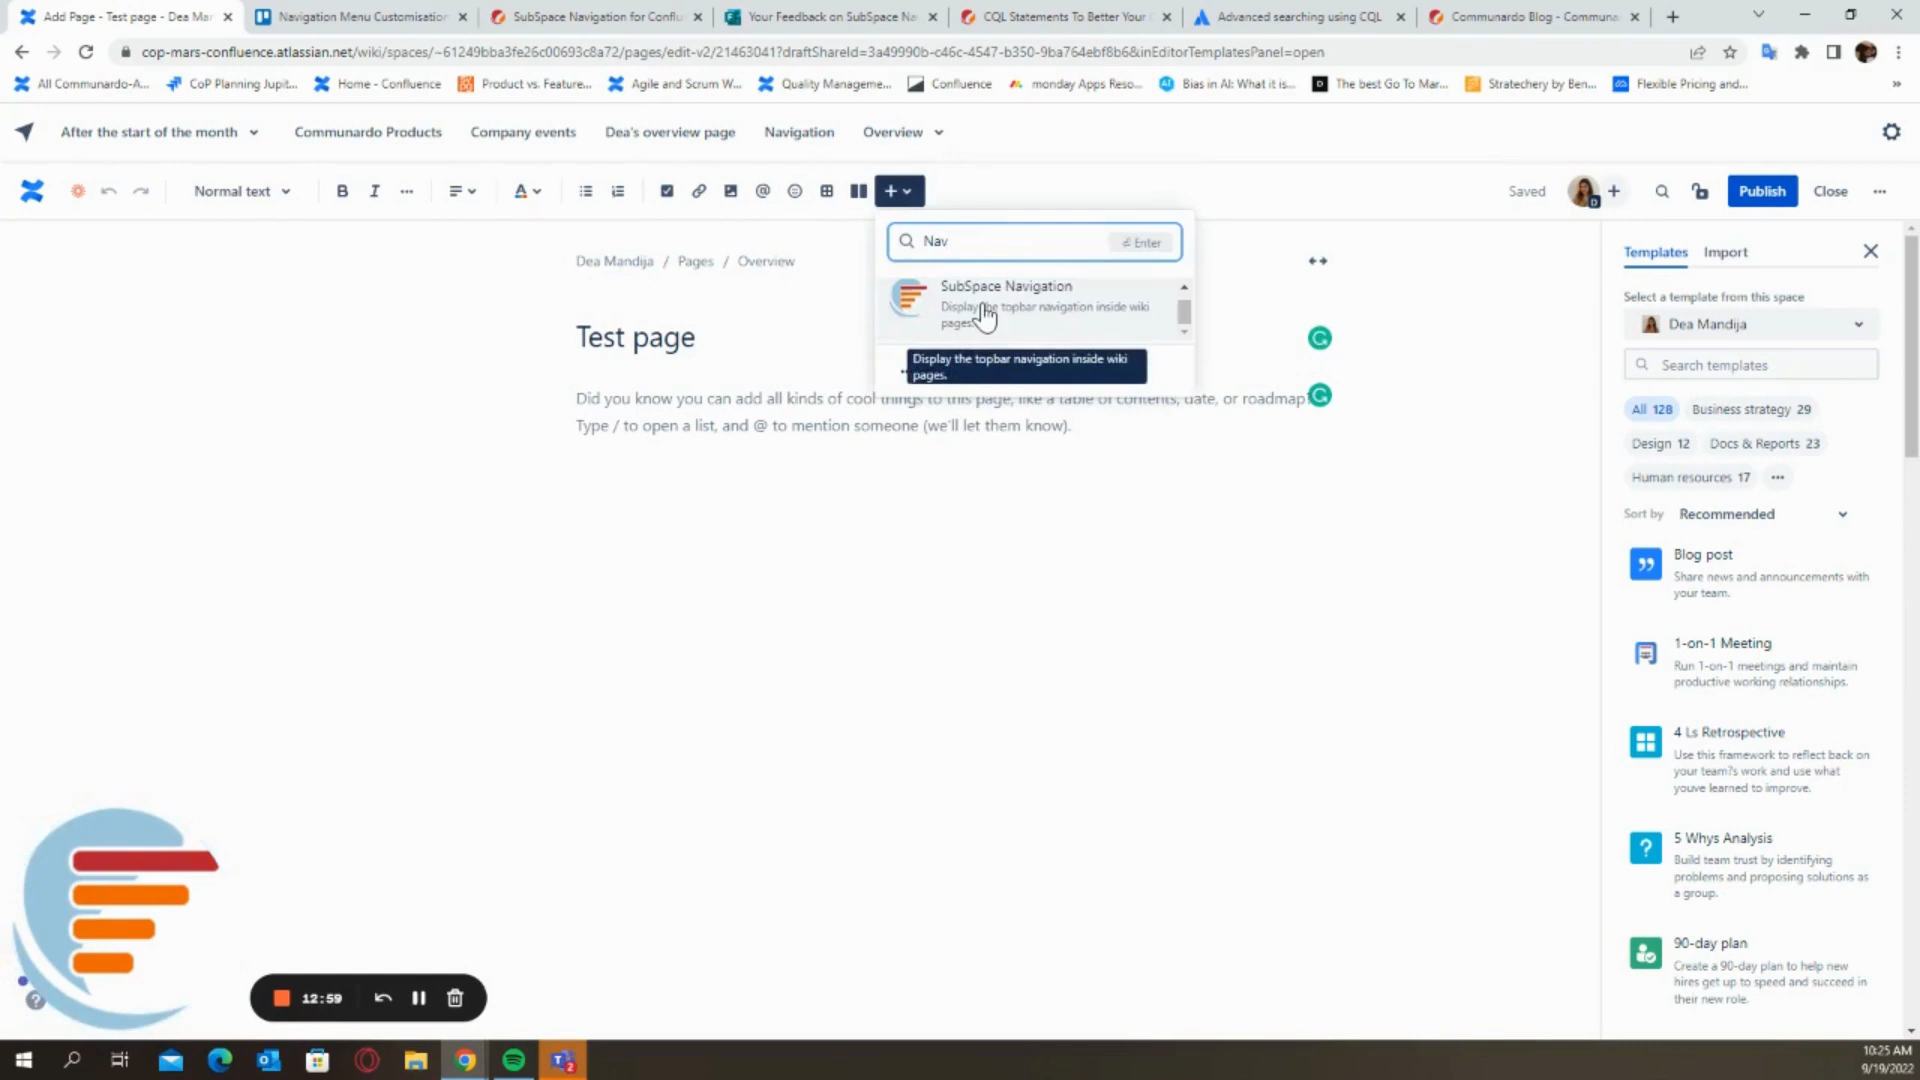 Add Page - Test page - Dea Mar
Navigation Menu Customisation
SubSpace Navigation for Conflu
Your Feedback on SubSpace Na
CQL Statements To Better Your
Advanced searching using CQL
Communardo Blog - Communa
cop-mars-confluence.atlassian.net/wiki/spaces/~61249bba3fe26c00693c8a72/pages/edit-v2/21463041?draftShareId=3a49990b-c46c-4547-b350-9ba764ebf8b6&inEditorTemplatesPanel=open
All Communardo-A...
CoP Planning Jupit...
Home - Confluence
Product vs. Feature...
Agile and Scrum W...
Quality Manageme...
Confluence
monday Apps Reso...
Bias in AI: What it is...
The best Go To Mar...
Stratechery by Ben...
Flexible Pricing and...
»
After the start of the month
Communardo Products
Company events
Dea's overview page
Navigation
Overview
Normal text
B
I
A
Saved
D
Publish
Close
Nav
Enter
SubSpace Navigation
Display the topbar navigation inside wiki
pages.
Display the topbar navigation inside wiki
pages.
Dea Mandija / Pages / Overview
Test page
Did you know you can add all kinds of cool things to this page, like a table of contents, date, or roadmap?
Type / to open a list, and @ to mention someone (we'll let them know).
Templates
Import
Select a template from this space
Dea Mandija
Search templates
All 128
Business strategy 29
Design 12
Docs & Reports 23
Human resources 17
Sort by
Recommended
Blog post
Share news and announcements with
your team.
1-on-1 Meeting
Run 1-on-1 meetings and maintain
productive working relationships.
4 Ls Retrospective
Use this framework to reflect back on
your team?s work and use what
youve learned to improve.
5 Whys Analysis
Build team trust by identifying
problems and proposing solutions as
a group.
90-day plan
Create a 90-day plan to help new
hires get up to speed and succeed in
their new role.
12:59
10:25 AM
9/19/2022